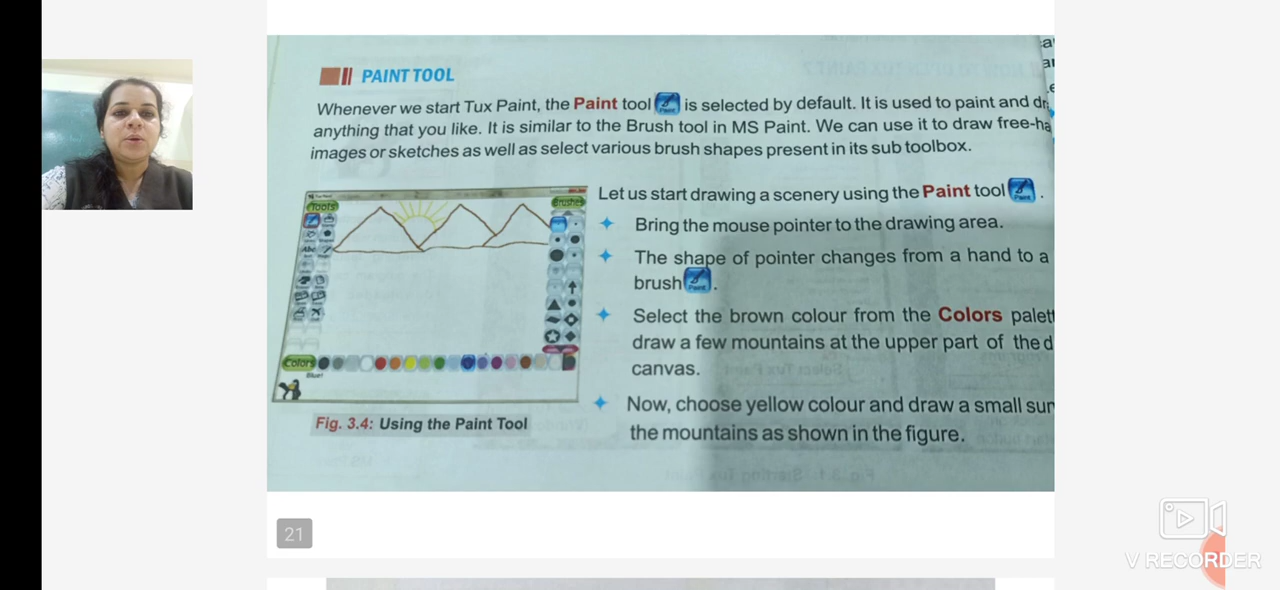 PAINT TOOL
Whenever we start Tux Paint, the Paint tool Paint is selected by default. It is used to paint and
anything that you like. It is similar to the Brush tool in MS Paint. We can use it to draw free-ha
images or sketches as well as select various brush shapes present in its sub toolbox.
Let us start drawing a scenery using the Paint tool Paint .
Bring the mouse pointer to the drawing area.
The shape of pointer changes from a hand to a
brush Paint .
Select the brown colour from the Colors palett
draw a few mountains at the upper part of the d
canvas.
Now, choose yellow colour and draw a small sun
the mountains as shown in the figure.
Tools
Brushes
Abc
Colors
Blue!
Fig. 3.4: Using the Paint Tool
21
V RECORDER